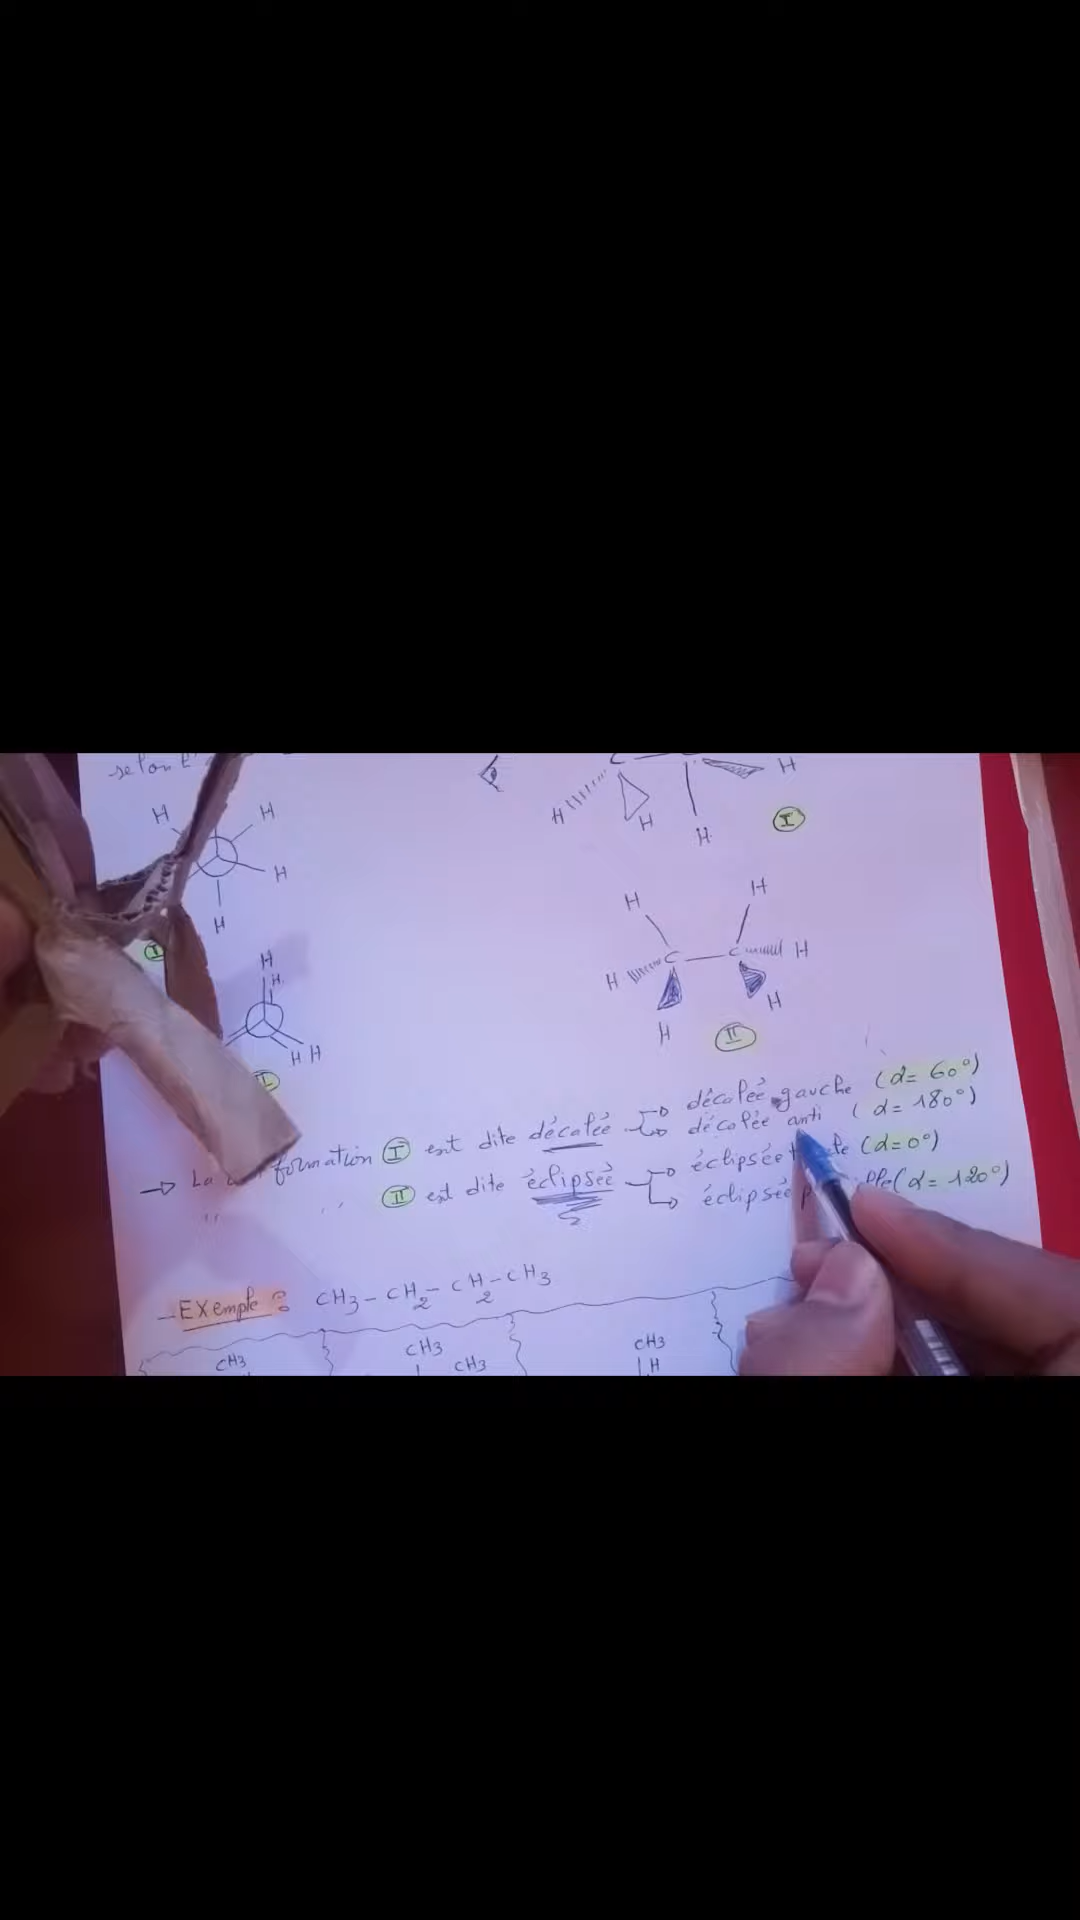 selon
H H
H H
H
I
H
H
H H
H
H H
H
I
H H
C C H
H H
H
II
→ La formation I est dite décalée → décalée gauche (α = 60°)
→ décalée anti (α = 180°)
" " II est dite éclipsée → éclipsée (α = 0°)
→ éclipsée (α = 120°)
- EXemple : CH3 - CH2 - CH2 - CH3
CH3 CH3 CH3 CH3
H